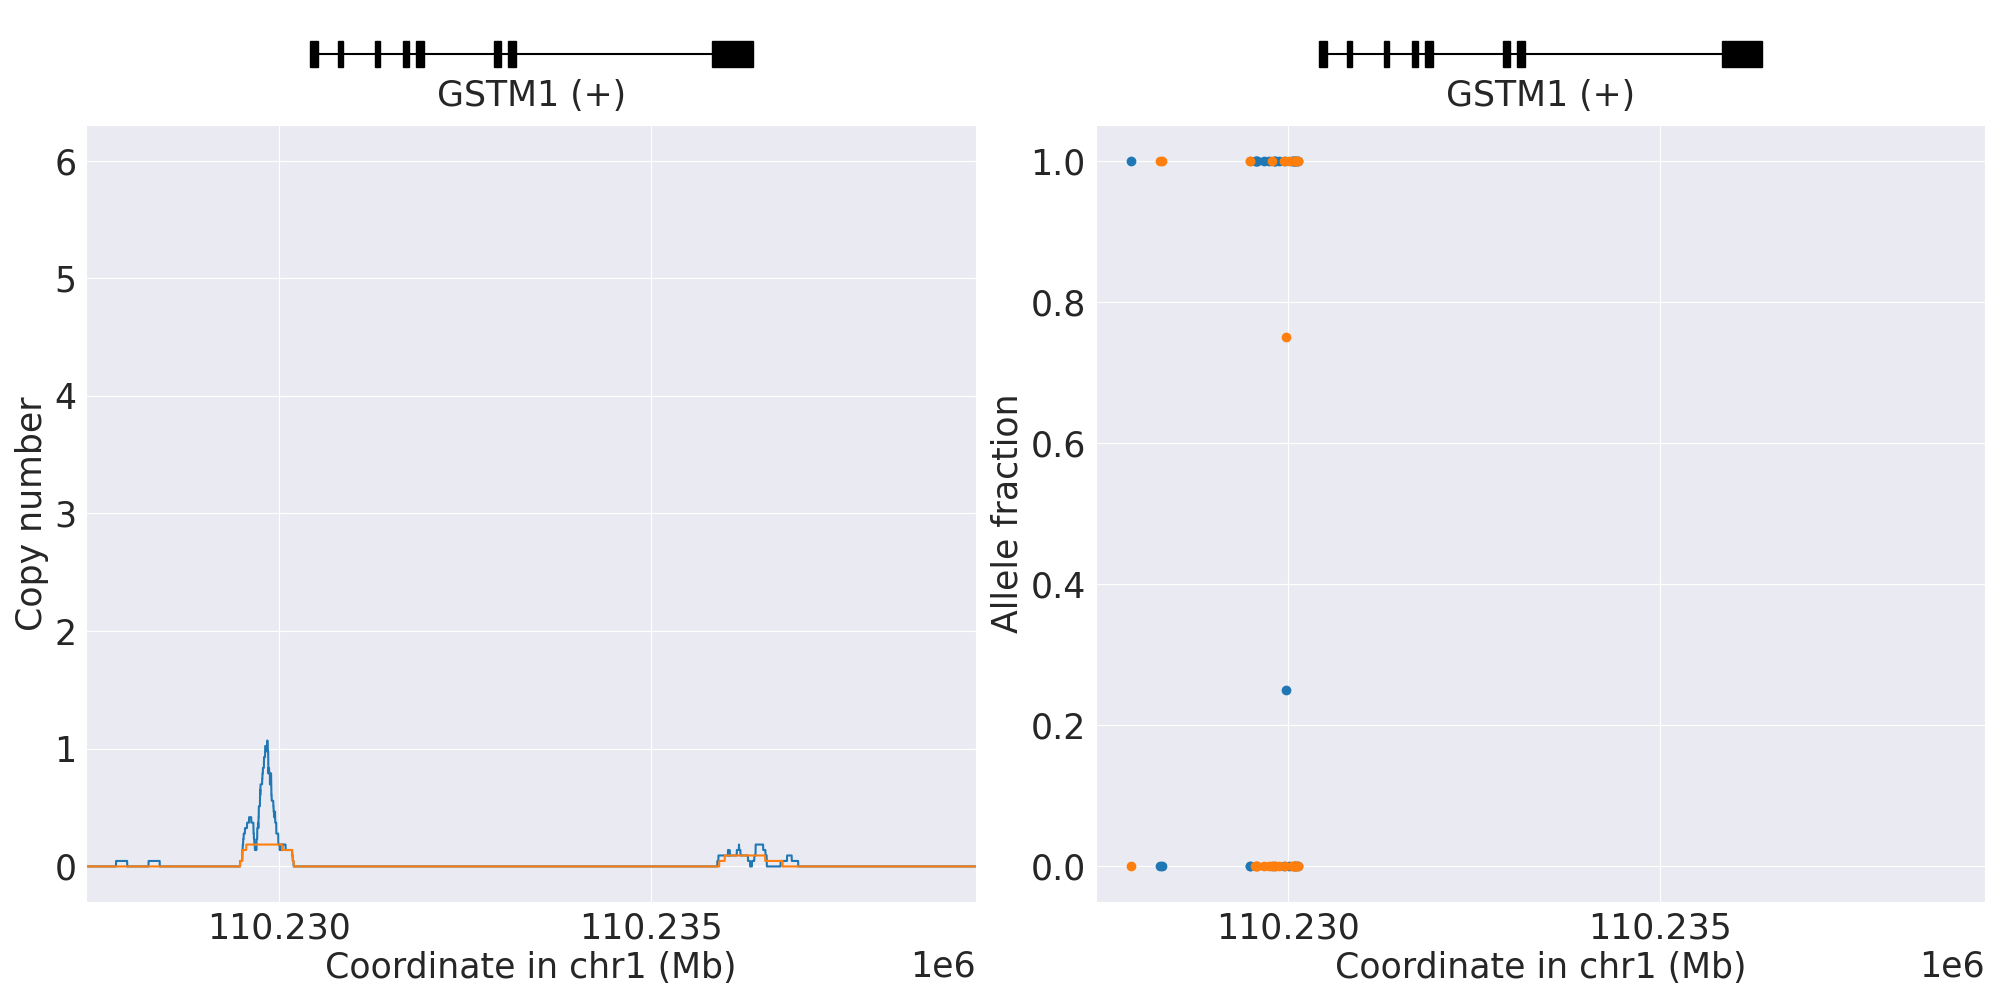 GSTM1 (+)
GSTM1 (+)
6
5
4
3
2
1
0
Copy number
110.230
110.235
Coordinate in chr1 (Mb)
1e6
1.0
0.8
0.6
0.4
0.2
0.0
Allele fraction
110.230
110.235
Coordinate in chr1 (Mb)
1e6